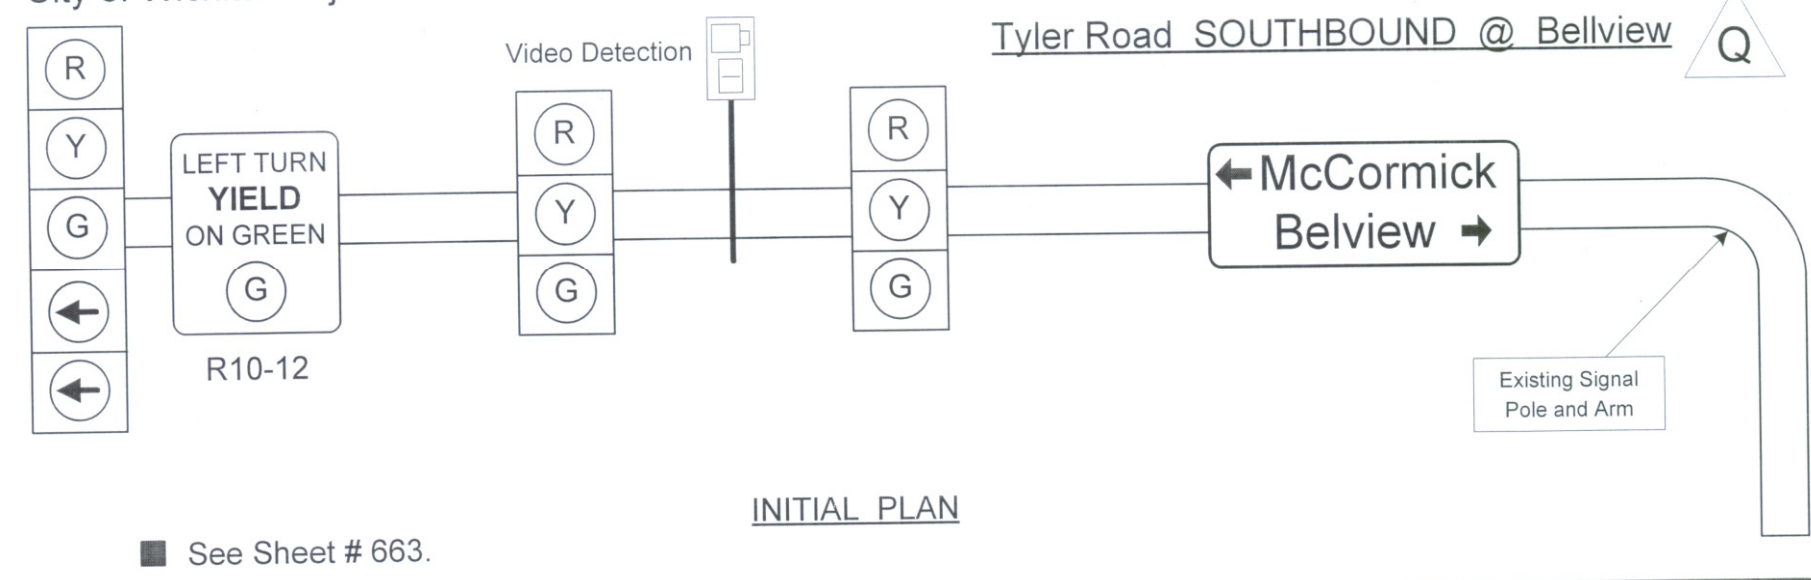 Tyler Road SOUTHBOUND @ Bellview
Q
Video Detection
R
Y
G
LEFT TURN
YIELD
ON GREEN
G
R10-12
R
Y
G
R
Y
G
McCormick
Belview
Existing Signal
Pole and Arm
INITIAL PLAN
See Sheet # 663.